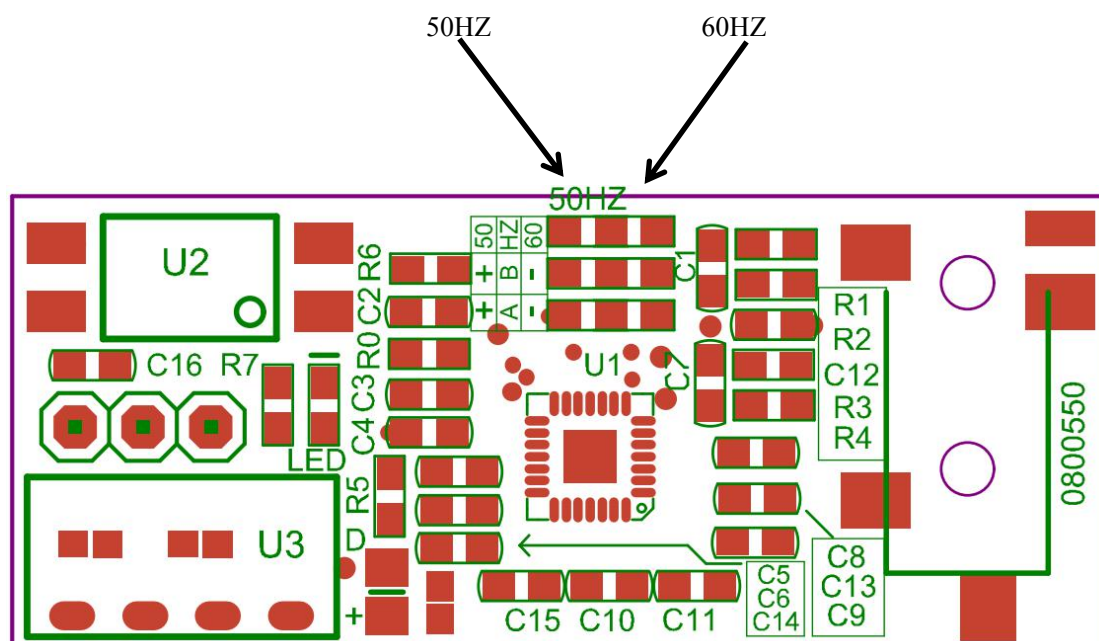 50HZ 60HZ
50HZ
50 HZ 60
+ B -
+ A -
U2
R6
C2
R0
C3
C4
C16 R7
LED
U1
C1
C7
R1
R2
C12
R3
R4
0800550
R5
U3 D
+
C15 C10 C11
C5
C6
C14
C8
C13
C9